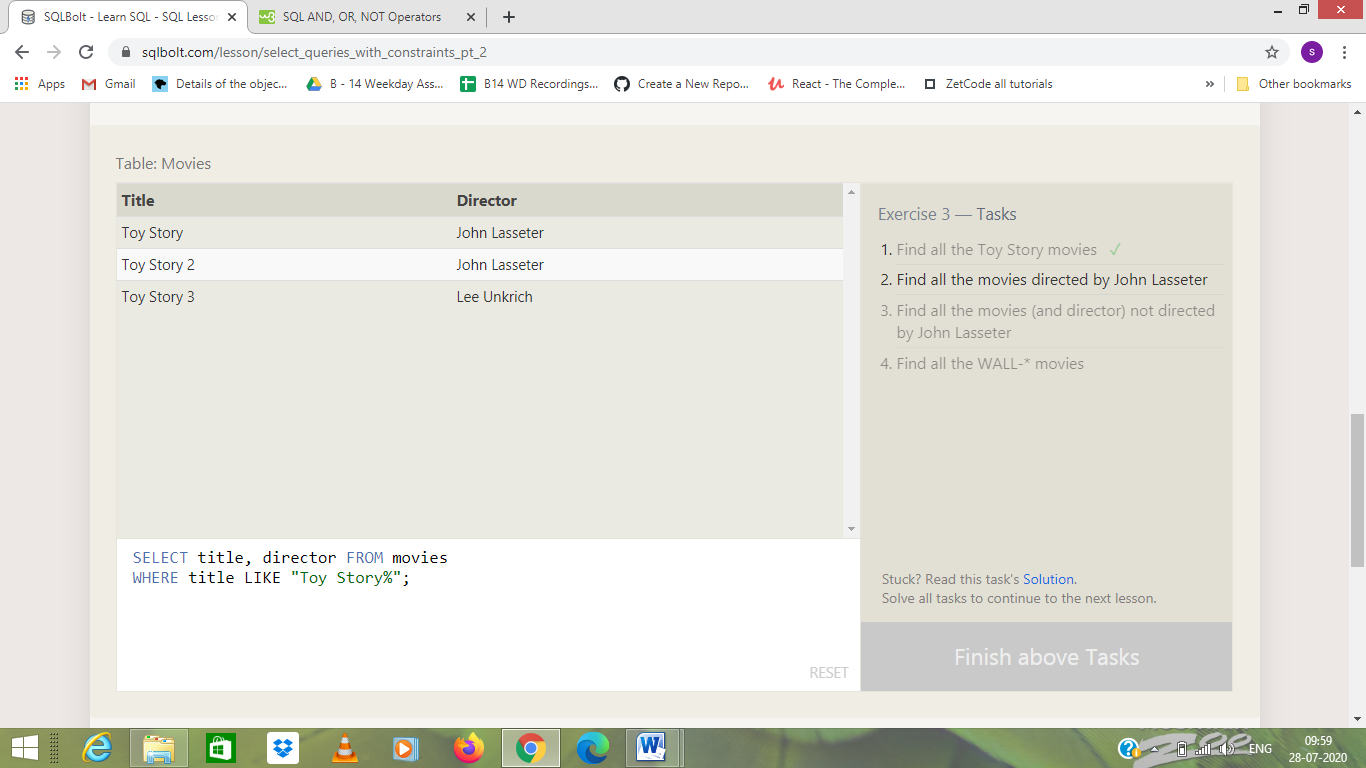 SQLBolt - Learn SQL - SQL Lesson
SQL AND, OR, NOT Operators
sqlbolt.com/lesson/select_queries_with_constraints_pt_2
S
Apps
Gmail
Details of the objec...
B - 14 Weekday Ass...
B14 WD Recordings...
Create a New Repo...
React - The Comple...
ZetCode all tutorials
»
Other bookmarks
Table: Movies
Title Director
Toy Story John Lasseter
Toy Story 2 John Lasseter
Toy Story 3 Lee Unkrich
SELECT title, director FROM movies
WHERE title LIKE "Toy Story%";
RESET
Exercise 3 — Tasks
1. Find all the Toy Story movies ✓
2. Find all the movies directed by John Lasseter
3. Find all the movies (and director) not directed
by John Lasseter
4. Find all the WALL-* movies
Stuck? Read this task's Solution.
Solve all tasks to continue to the next lesson.
Finish above Tasks
ENG
09:59
28-07-2020